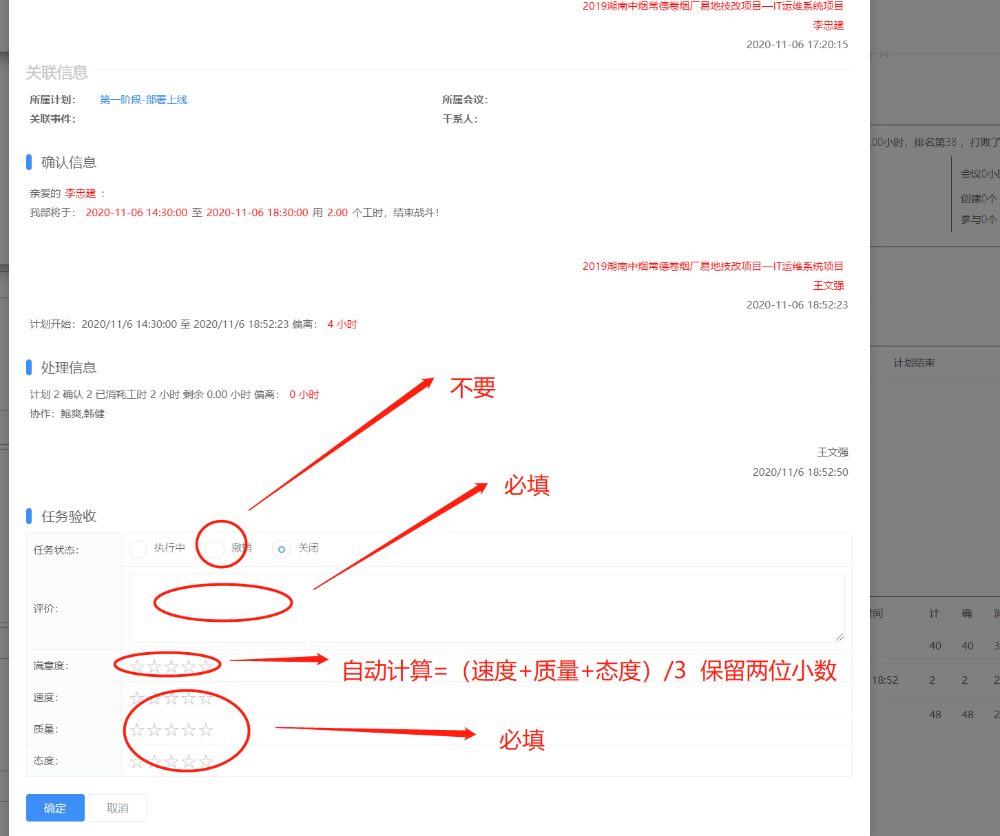 2019湖南中烟常德卷烟厂易地技改项目—IT运维系统项目
李忠建
2020-11-06 17:20:15
关联信息
所属计划： 第一阶段-部署上线 所属会议：
关联事件： 干系人：
确认信息
亲爱的 李忠建 ：
我部将于： 2020-11-06 14:30:00 至 2020-11-06 18:30:00 用 2.00 个工时，结束战斗！
2019湖南中烟常德卷烟厂易地技改项目—IT运维系统项目
王文强
2020-11-06 18:52:23
计划开始：2020/11/6 14:30:00 至 2020/11/6 18:52:23 偏离： 4 小时
处理信息
计划 2 确认 2 已消耗工时 2 小时 剩余 0.00 小时 偏离： 0 小时
协作：鲍爽,韩健
不要
王文强
2020/11/6 18:52:50
必填
任务验收
任务状态： 执行中 撤销 关闭
评价：
满意度：
自动计算=（速度+质量+态度）/3 保留两位小数
速度：
质量：
必填
态度：
确定 取消
.00小时，排名第38 ，打败了
会议0小时
创建0个
参与0个
计划结束
时间 计 确 消
40 40 3
18:52 2 2 2
48 48 2